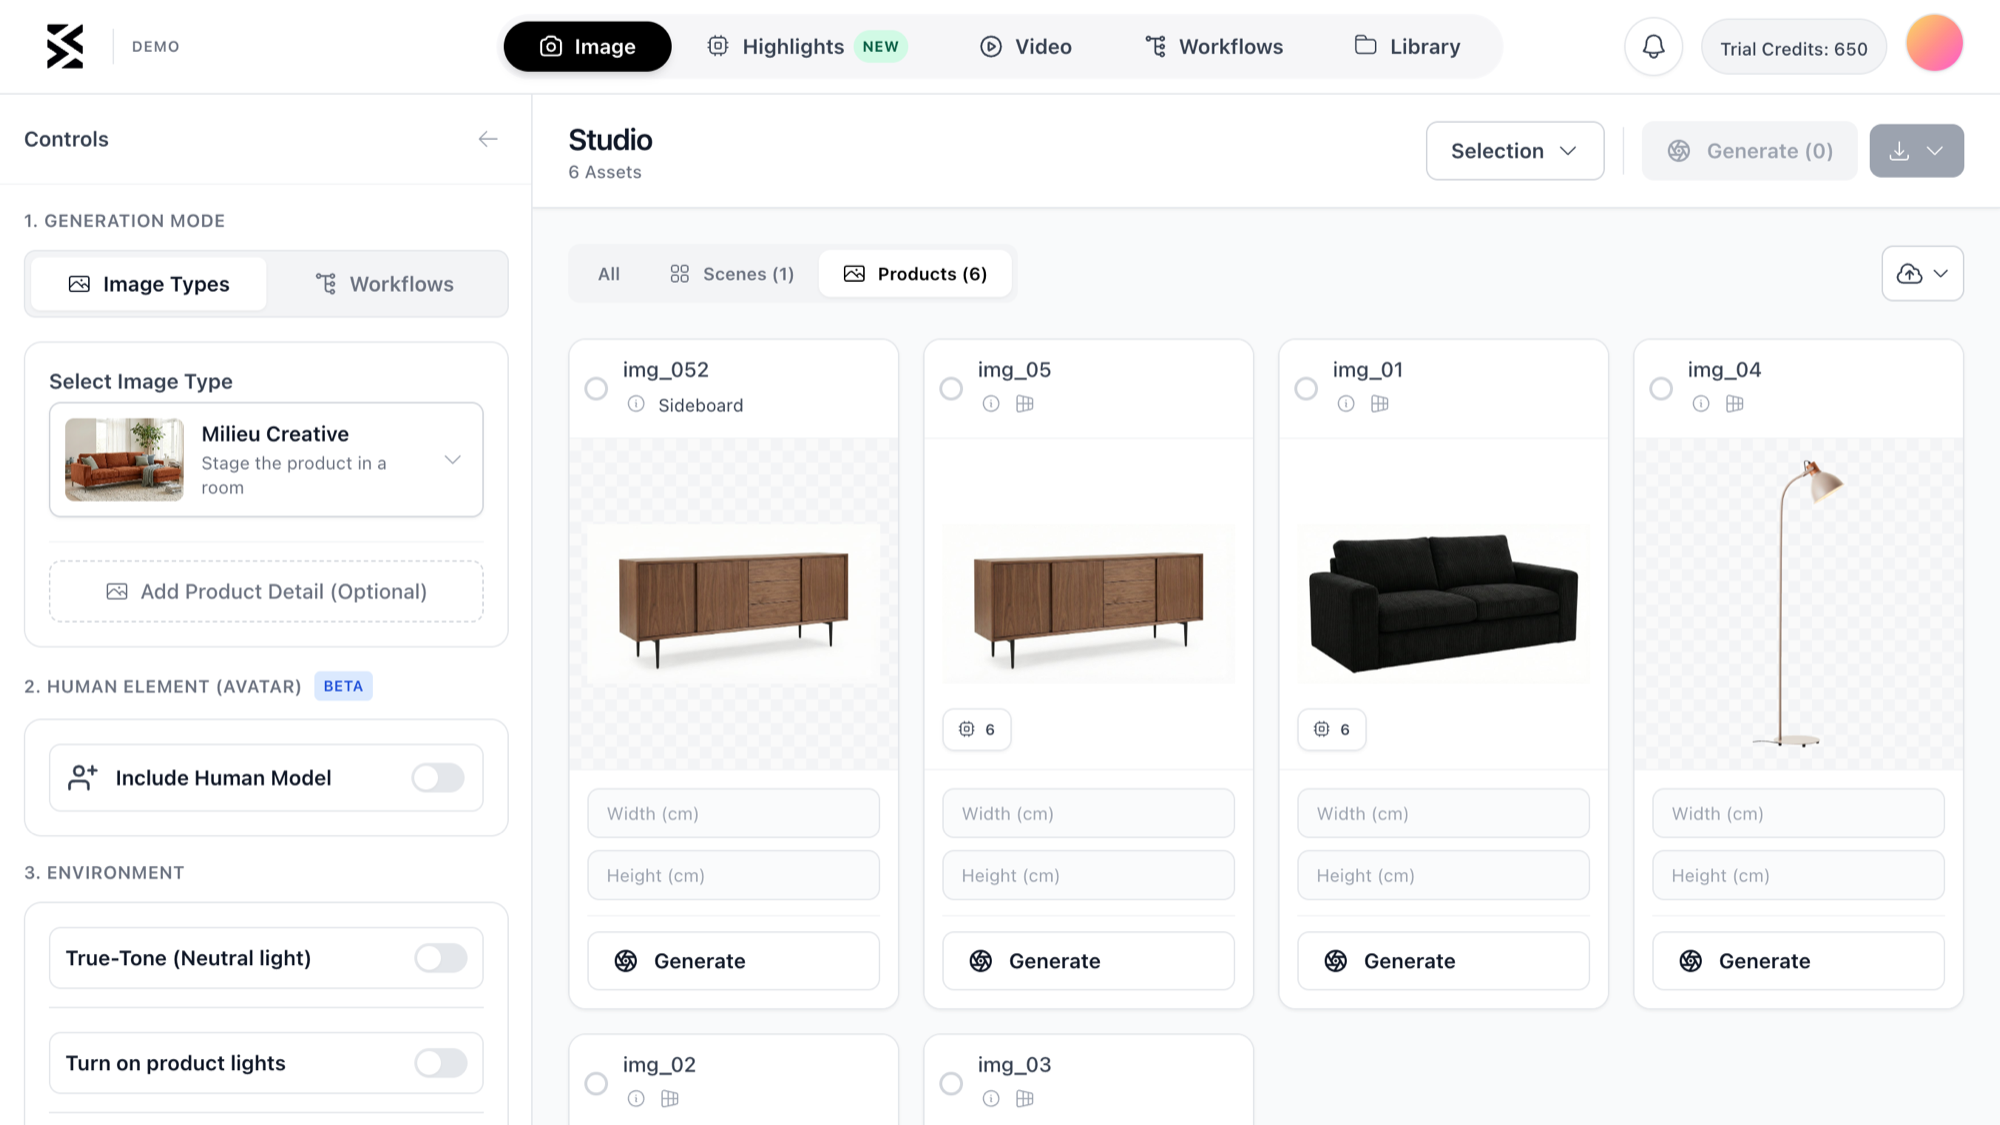 DEMO
Image
Highlights NEW
Video
Workflows
Library
Trial Credits: 650
Controls
1. GENERATION MODE
Image Types
Workflows
Select Image Type
Milieu Creative
Stage the product in a
room
Add Product Detail (Optional)
2. HUMAN ELEMENT (AVATAR) BETA
Include Human Model
3. ENVIRONMENT
True-Tone (Neutral light)
Turn on product lights
Studio
6 Assets
Selection
Generate (0)
All
Scenes (1)
Products (6)
img_052
Sideboard
Width (cm)
Height (cm)
Generate
img_05
6
Width (cm)
Height (cm)
Generate
img_01
6
Width (cm)
Height (cm)
Generate
img_04
Width (cm)
Height (cm)
Generate
img_02
img_03